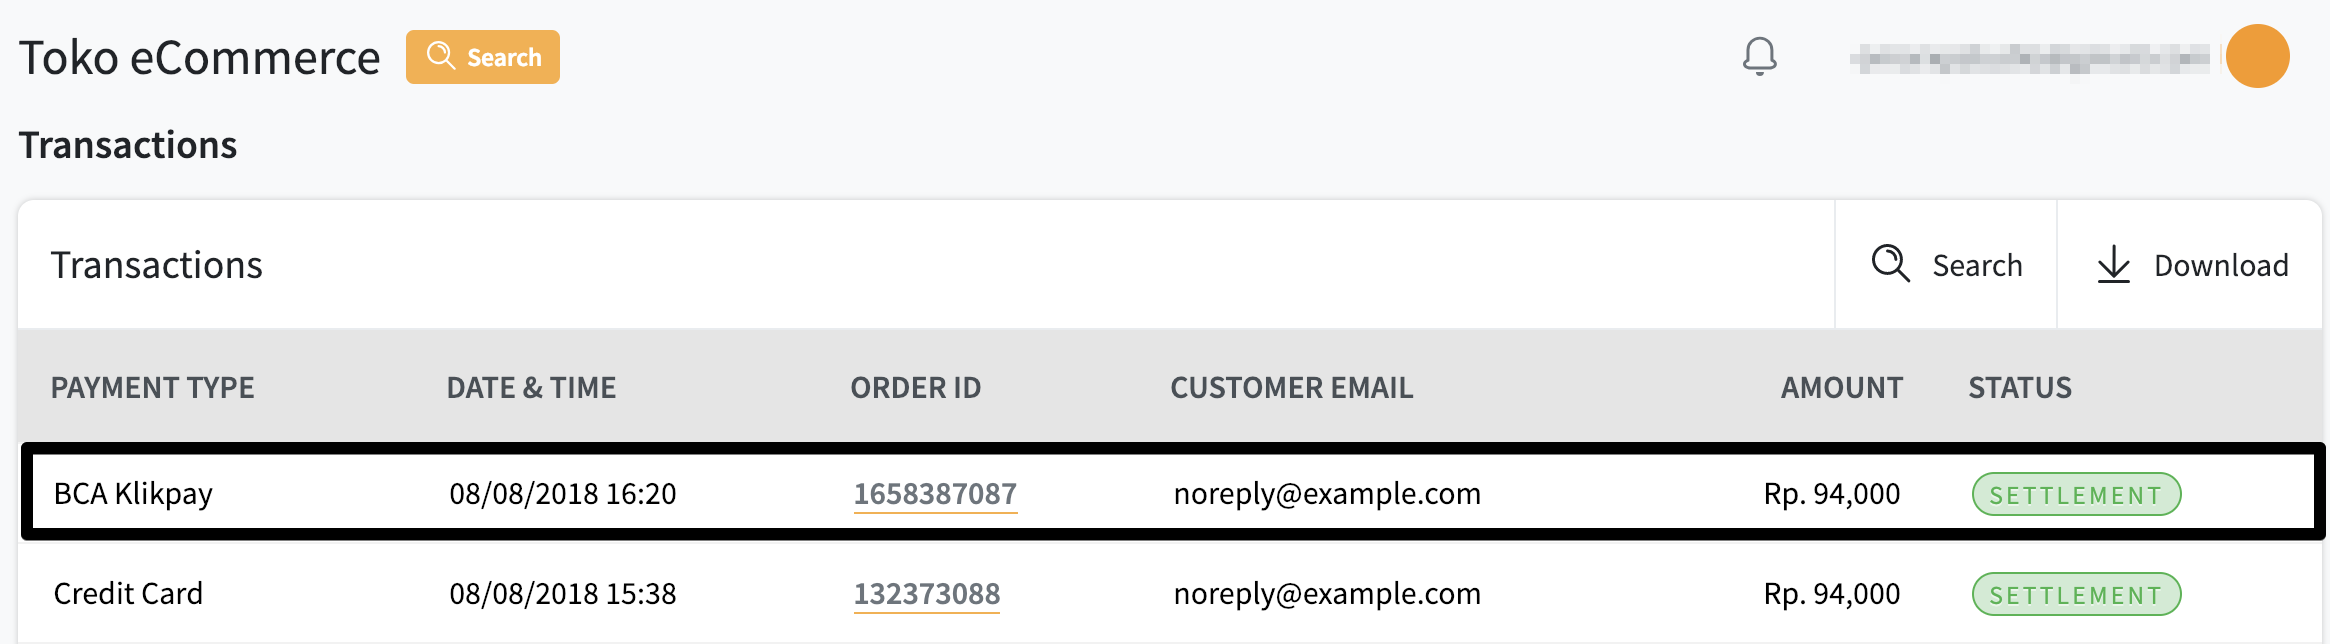 Toko eCommerce Search
Transactions
Transactions Search Download
PAYMENT TYPE DATE & TIME ORDER ID CUSTOMER EMAIL AMOUNT STATUS
BCA Klikpay 08/08/2018 16:20 1658387087 noreply@example.com Rp. 94,000 SETTLEMENT
Credit Card 08/08/2018 15:38 132373088 noreply@example.com Rp. 94,000 SETTLEMENT